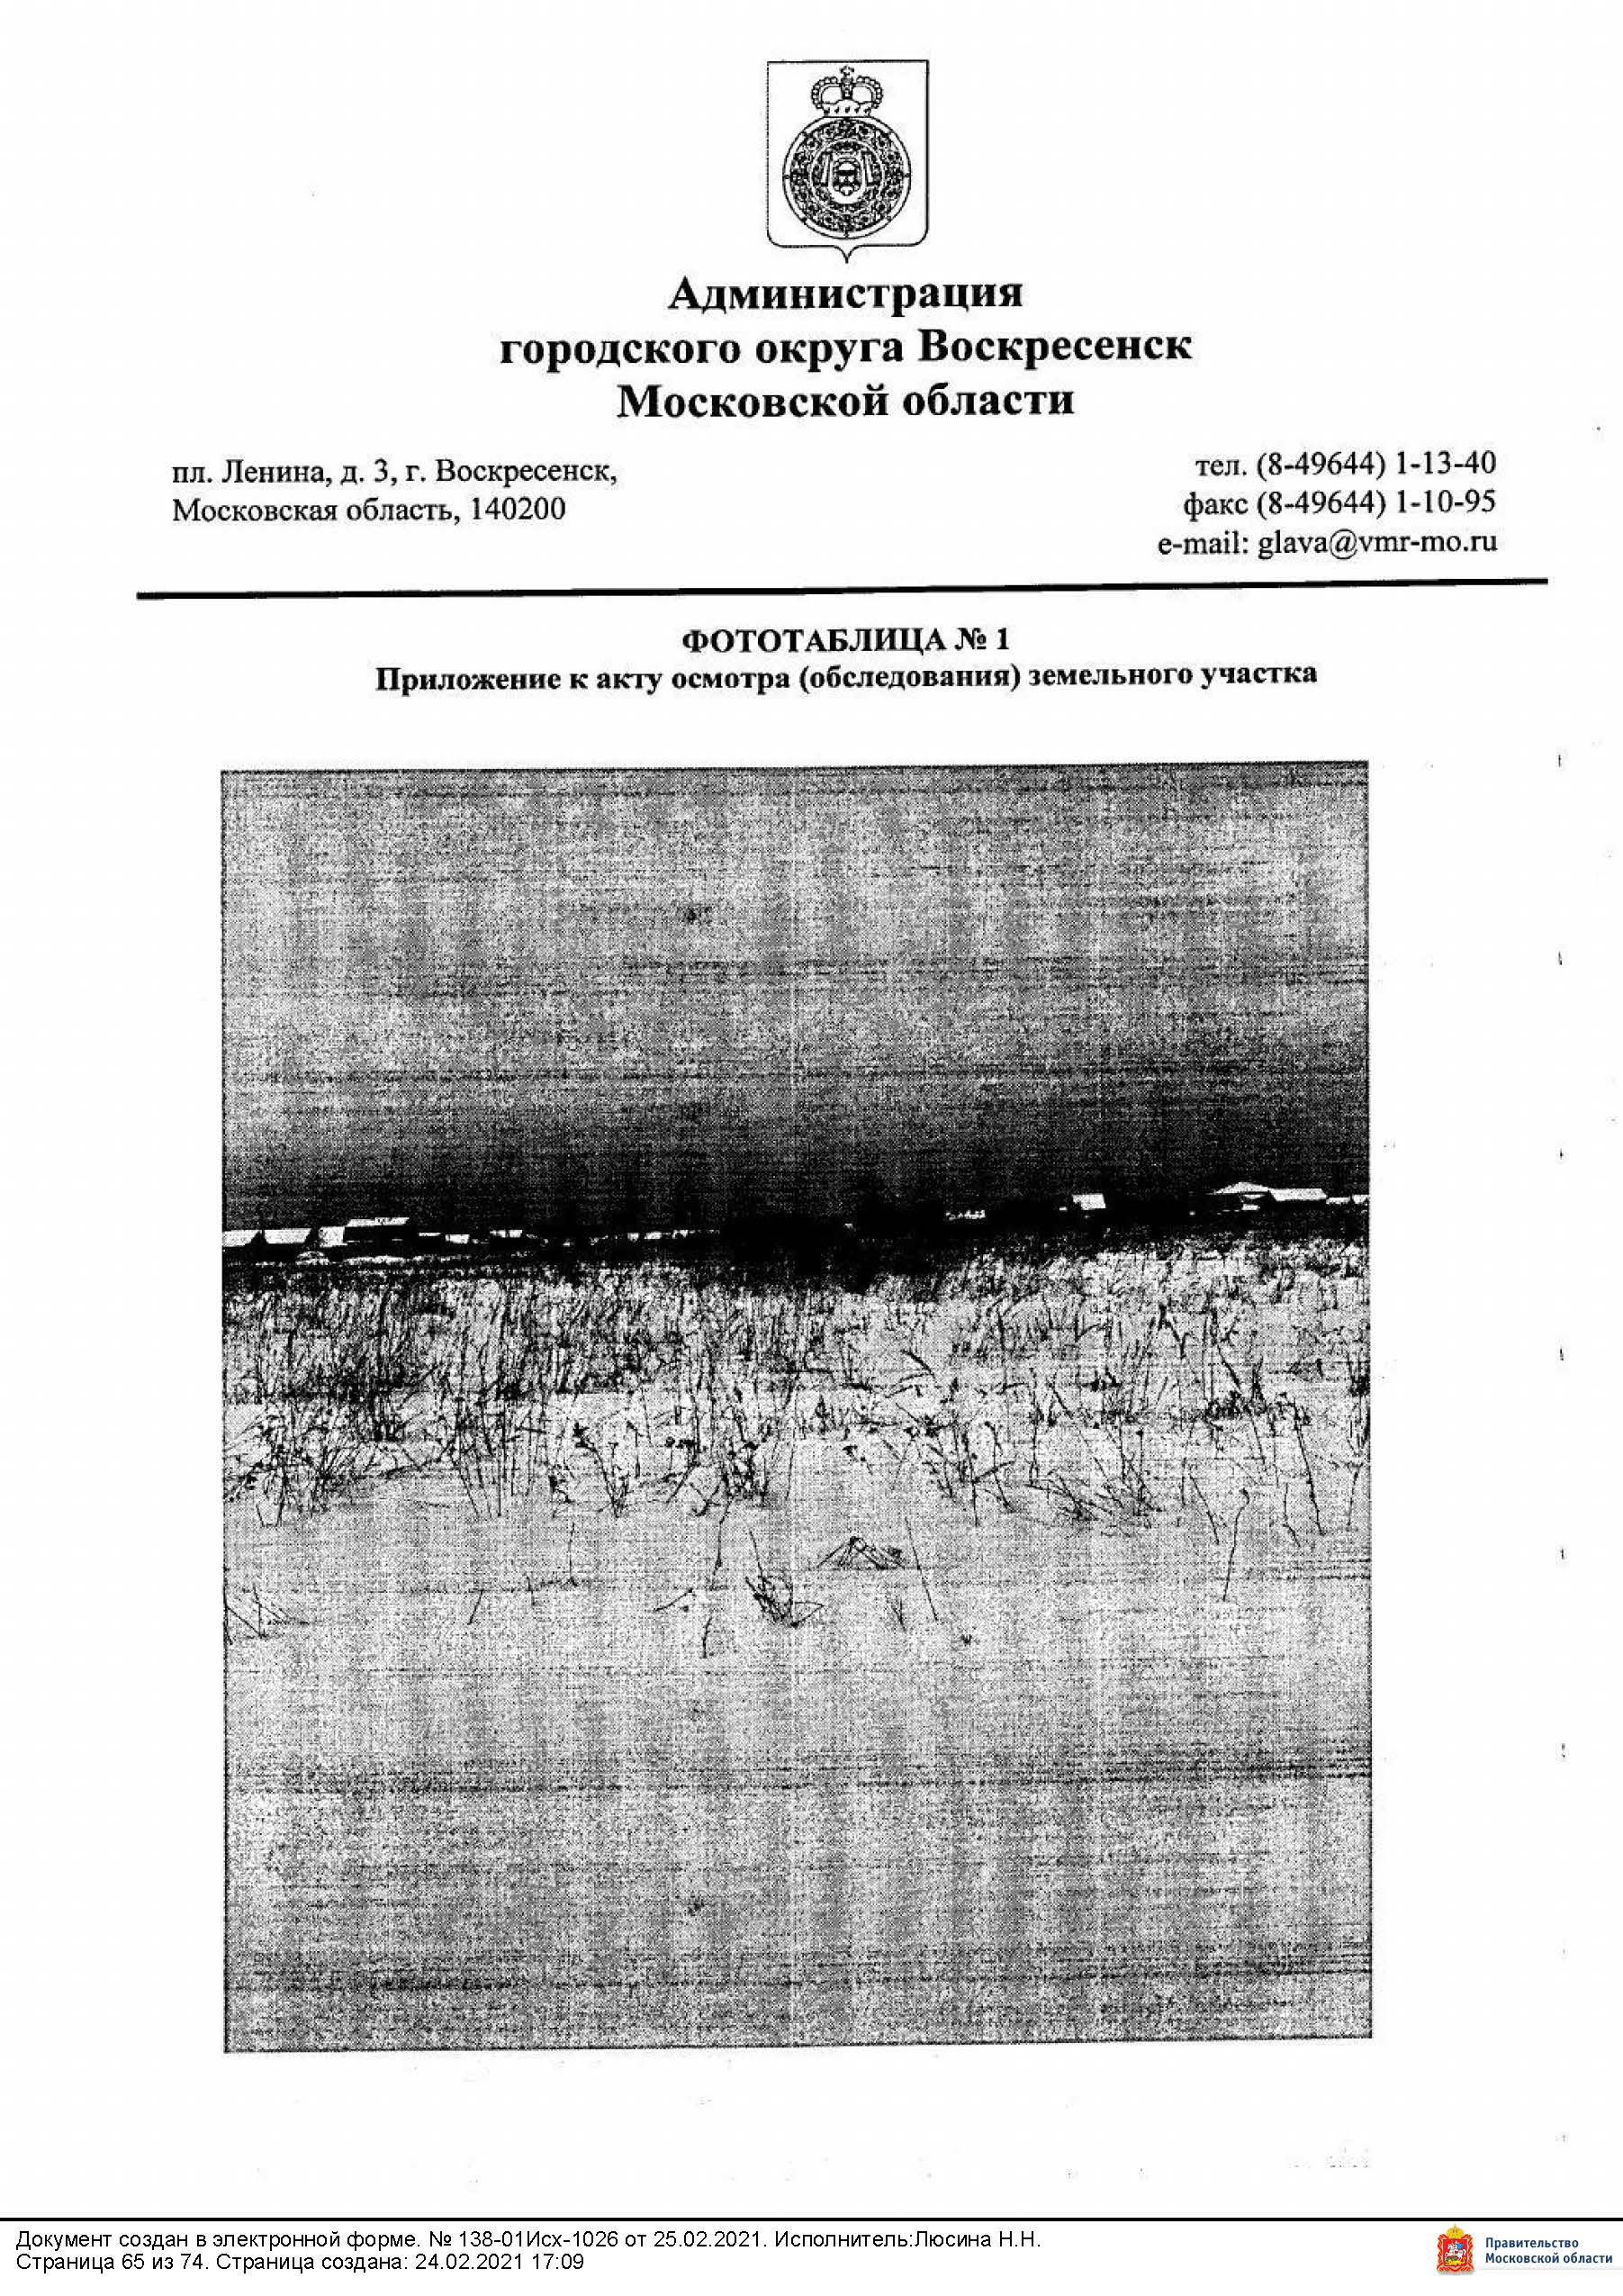 Администрация
городского округа Воскресенск
Московской области
пл. Ленина, д. 3, г. Воскресенск,
Московская область, 140200
тел. (8-49644) 1-13-40
факс (8-49644) 1-10-95
e-mail: glava@vmr-mo.ru
ФОТОТАБЛИЦА № 1
Приложение к акту осмотра (обследования) земельного участка
Документ создан в электронной форме. № 138-01Исх-1026 от 25.02.2021. Исполнитель:Люсина Н.Н.
Страница 65 из 74. Страница создана: 24.02.2021 17:09
Правительство
Московской области